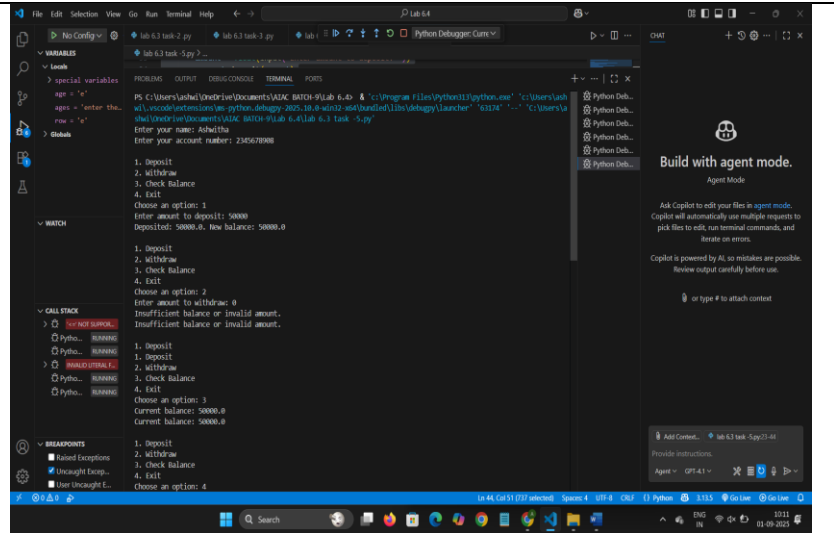 File Edit Selection View Go Run Terminal Help
Lab 6.4
No Config
lab 6.3 task-2 .py
lab 6.3 task-3 .py
Python Debugger: Curre
CHAT
VARIABLES
lab 6.3 task -5.py > ...
Locals
> special variables
age = 'e'
ages = 'enter the…
row = 'e'
> Globals
PROBLEMS OUTPUT DEBUG CONSOLE TERMINAL PORTS
PS C:\Users\ashwi\OneDrive\Documents\AIAC BATCH-9\Lab 6.4> & 'c:\Program Files\Python313\python.exe' 'c:\Users\ash
wi\.vscode\extensions\ms-python.debugpy-2025.10.0-win32-x64\bundled\libs\debugpy\launcher' '63174' '--' 'C:\Users\a
shwi\OneDrive\Documents\AIAC BATCH-9\Lab 6.4\lab 6.3 task -5.py'
Enter your name: Ashwitha
Enter your account number: 2345678908
1. Deposit
2. Withdraw
3. Check Balance
4. Exit
Choose an option: 1
Enter amount to deposit: 50000
Deposited: 50000.0. New balance: 50000.0
1. Deposit
2. Withdraw
3. Check Balance
4. Exit
Choose an option: 2
Enter amount to withdraw: 0
Insufficient balance or invalid amount.
Insufficient balance or invalid amount.
1. Deposit
1. Deposit
2. Withdraw
3. Check Balance
4. Exit
Choose an option: 3
Current balance: 50000.0
Current balance: 50000.0
1. Deposit
2. Withdraw
3. Check Balance
4. Exit
Choose an option: 4
Python Deb...
Python Deb...
Python Deb...
Python Deb...
Python Deb...
Python Deb...
WATCH
CALL STACK
NOT SUPPOR...
Pytho... RUNNING
Pytho... RUNNING
INVALID LITERAL F...
Pytho... RUNNING
Pytho... RUNNING
BREAKPOINTS
Raised Exceptions
Uncaught Excep...
User Uncaught E...
Build with agent mode.
Agent Mode
Ask Copilot to edit your files in agent mode.
Copilot will automatically use multiple requests to
pick files to edit, run terminal commands, and
iterate on errors.
Copilot is powered by AI, so mistakes are possible.
Review output carefully before use.
or type # to attach context
Add Context... lab 6.3 task -5.py:23-44
Provide instructions.
Agent GPT-4.1
0 0 Ln 44, Col 51 (737 selected) Spaces: 4 UTF-8 CRLF {} Python 3.13.5 Go Live Go Live
Search
ENG
IN
10:11
01-09-2025